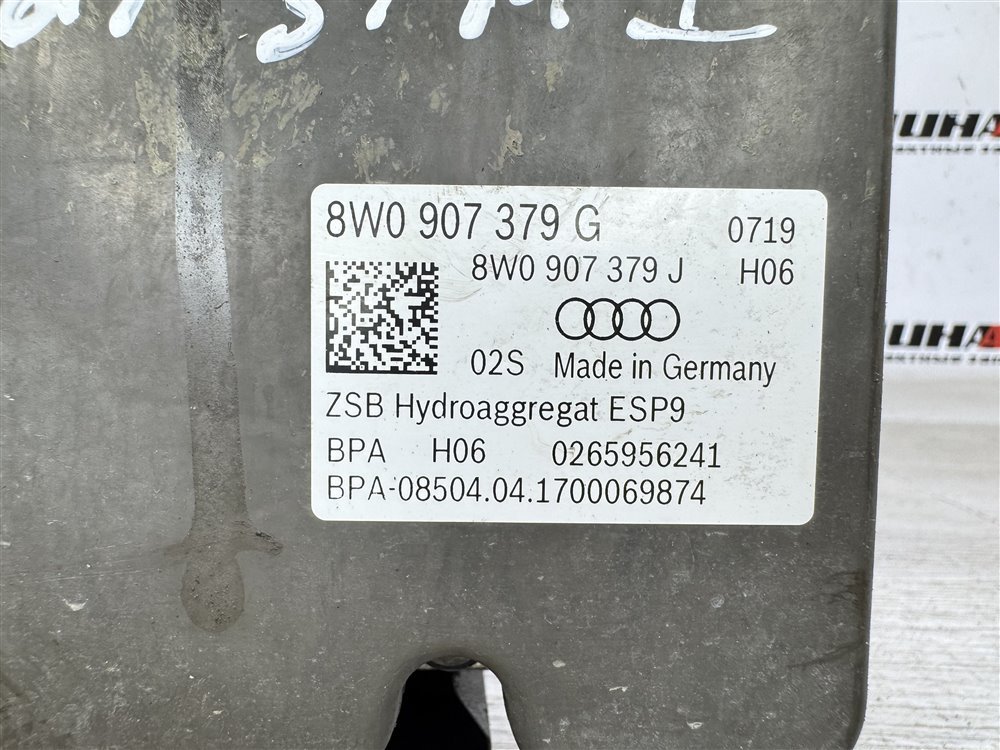 8W0 907 379 G 0719
8W0 907 379 J H06
02S Made in Germany
ZSB Hydroaggregat ESP9
BPA H06 0265956241
BPA-08504.04.1700069874